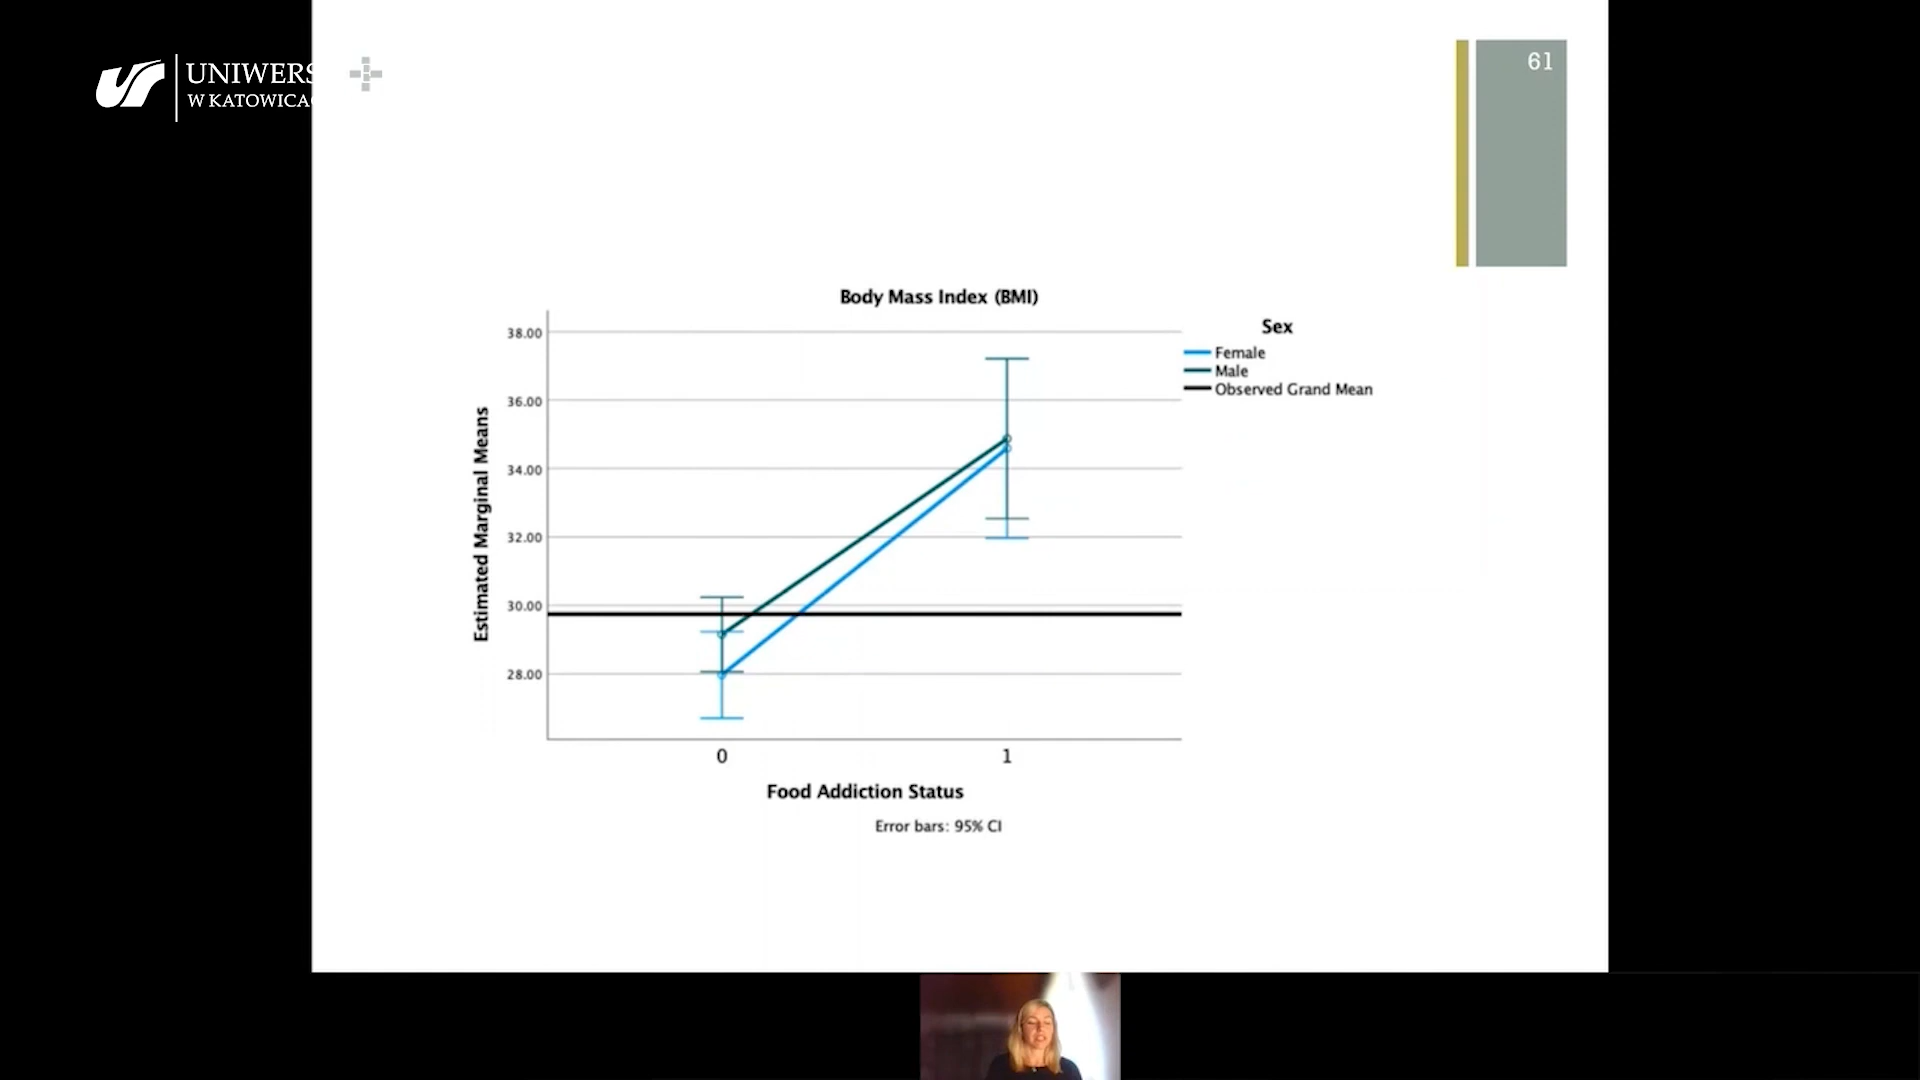 UNIWERS
W KATOWICA
61
Body Mass Index (BMI)
38.00
36.00
34.00
32.00
30.00
28.00
Estimated Marginal Means
0
1
Food Addiction Status
Error bars: 95% CI
Sex
Female
Male
Observed Grand Mean